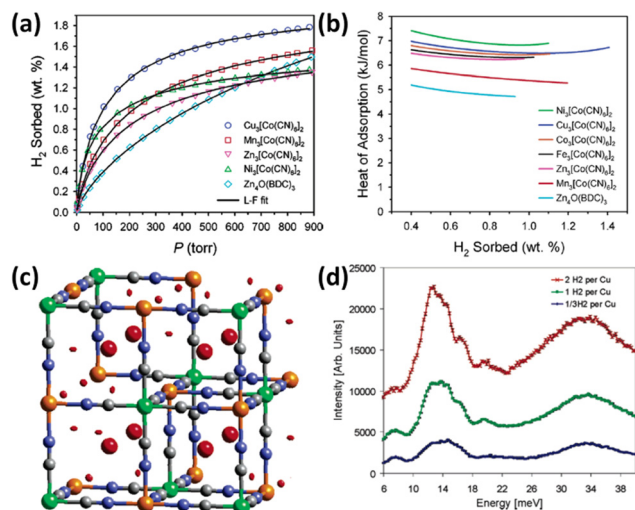 (a)
H2 Sorbed (wt. %)
1.8
1.6
1.4
1.2
1.0
0.8
0.6
0.4
0.2
0.0
Cu3[Co(CN)6]2
Mn3[Co(CN)6]2
Zn3[Co(CN)6]2
Ni3[Co(CN)6]2
Zn4O(BDC)3
L-F fit
0 100 200 300 400 500 600 700 800 900
P (torr)
(b)
Heat of Adsorption (kJ/mol)
8
7
6
5
4
3
2
1
0
Ni3[Co(CN)6]2
Cu3[Co(CN)6]2
Co3[Co(CN)6]2
Fe3[Co(CN)6]2
Zn3[Co(CN)6]2
Mn3[Co(CN)6]2
Zn4O(BDC)3
0.4 0.6 0.8 1.0 1.2 1.4
H2 Sorbed (wt. %)
(c)
(d)
Intensity [Arb. Units]
25000
20000
15000
10000
5000
0
2 H2 per Cu
1 H2 per Cu
1/3H2 per Cu
6 10 14 18 22 26 30 34 38
Energy [meV]